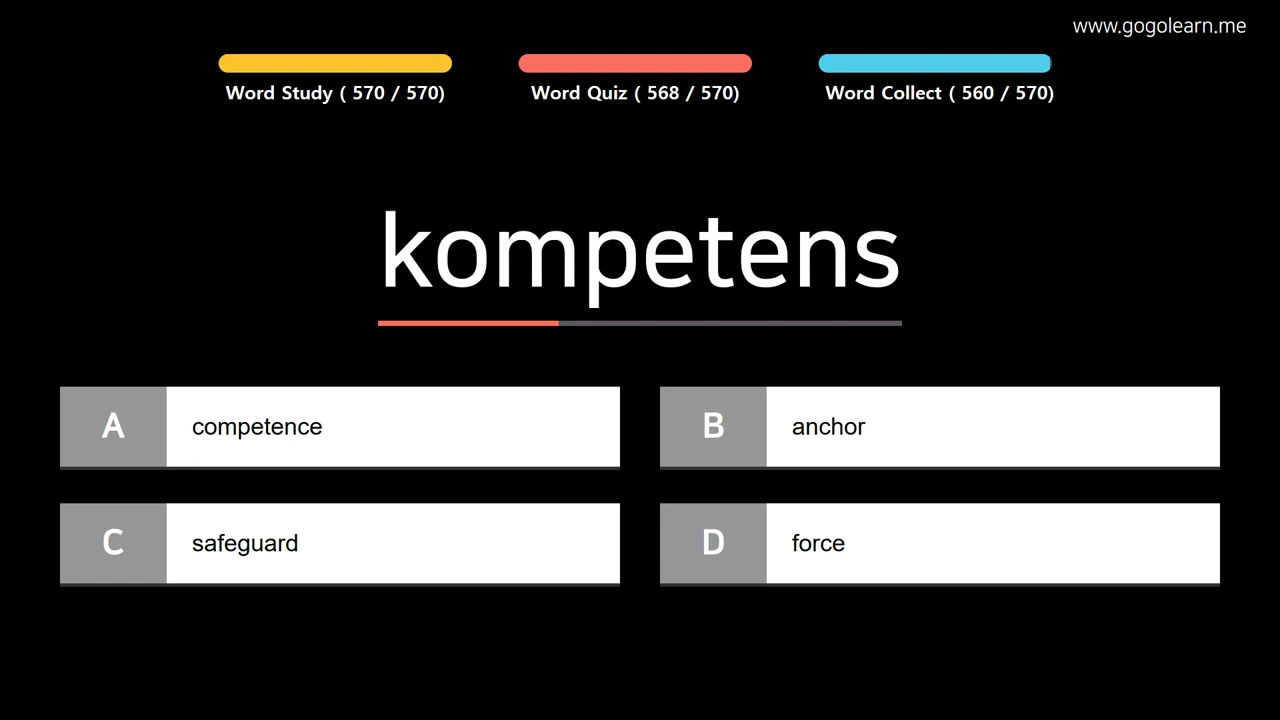 www.gogolearn.me
Word Study ( 570 / 570)
Word Quiz ( 568 / 570)
Word Collect ( 560 / 570)
kompetens
A
competence
B
anchor
C
safeguard
D
force